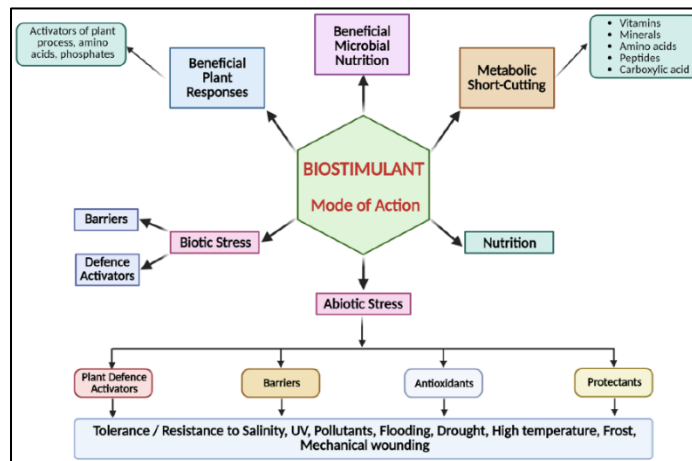 Activators of plant
process, amino
acids, phosphates
Beneficial
Plant
Responses
Beneficial
Microbial
Nutrition
Metabolic
Short-Cutting
• Vitamins
• Minerals
• Amino acids
• Peptides
• Carboxylic acid
BIOSTIMULANT
Mode of Action
Barriers
Biotic Stress
Defence
Activators
Nutrition
Abiotic Stress
Plant Defence
Activators
Barriers
Antioxidants
Protectants
Tolerance / Resistance to Salinity, UV, Pollutants, Flooding, Drought, High temperature, Frost,
Mechanical wounding